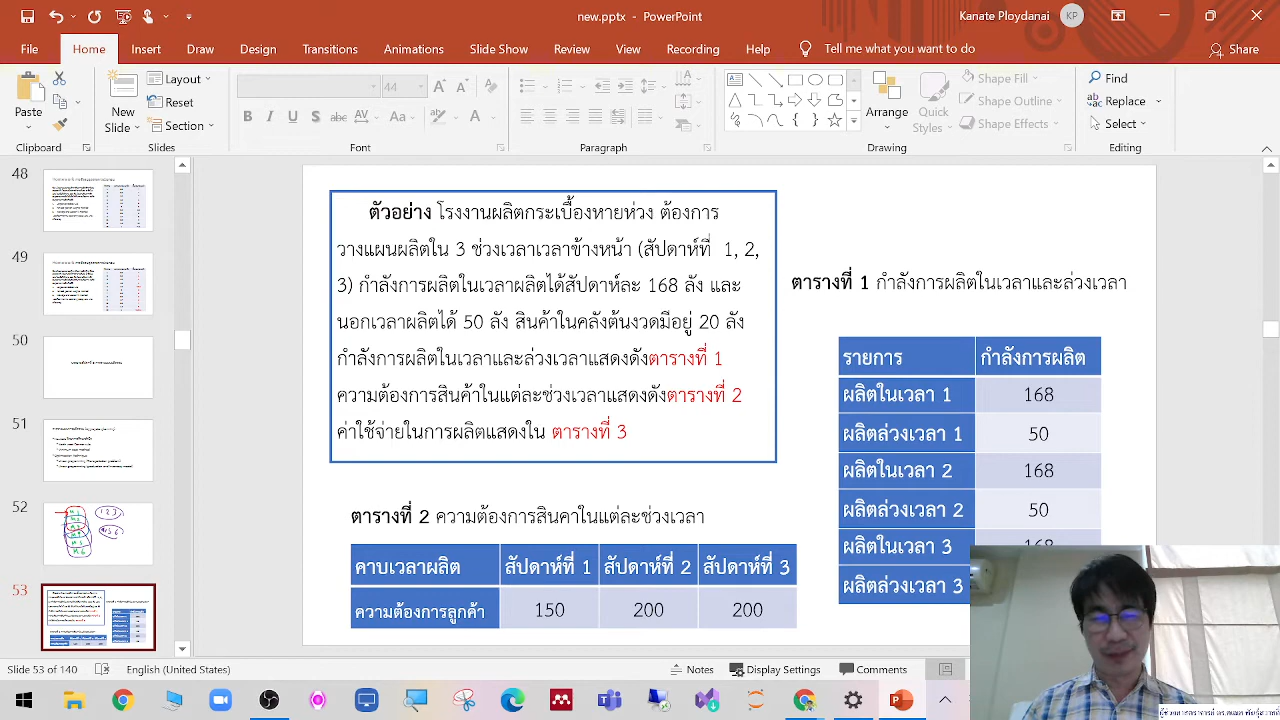 new.pptx — PowerPoint
Kanate Ploydanai KP
File Home Insert Draw Design Transitions Animations Slide Show Review View Recording Help Tell me what you want to do Share
Paste
New Slide
Layout
Reset
Section
44
B I U S abc AV Aa A
Arrange
Quick Styles
Shape Fill
Shape Outline
Shape Effects
Find
Replace
Select
Clipboard Slides Font Paragraph Drawing Editing
48
49
50
51
52
53
ตัวอย่าง โรงงานผลิตกระเบื้องหายห่วง ต้องการ
วางแผนผลิตใน 3 ช่วงเวลาเวลาข้างหน้า (สัปดาห์ที่ 1, 2,
3) กำลังการผลิตในเวลาผลิตได้สัปดาห์ละ 168 ลัง และ
นอกเวลาผลิตได้ 50 ลัง สินค้าในคลังต้นงวดมีอยู่ 20 ลัง
กำลังการผลิตในเวลาและล่วงเวลาแสดงดังตารางที่ 1
ความต้องการสินค้าในแต่ละช่วงเวลาแสดงดังตารางที่ 2
ค่าใช้จ่ายในการผลิตแสดงใน ตารางที่ 3
ตารางที่ 1 กำลังการผลิตในเวลาและล่วงเวลา
รายการ กำลังการผลิต
ผลิตในเวลา 1 168
ผลิตล่วงเวลา 1 50
ผลิตในเวลา 2 168
ผลิตล่วงเวลา 2 50
ผลิตในเวลา 3 168
ผลิตล่วงเวลา 3
ตารางที่ 2 ความต้องการสินคาในแต่ละช่วงเวลา
คาบเวลาผลิต สัปดาห์ที่ 1 สัปดาห์ที่ 2 สัปดาห์ที่ 3
ความต้องการลูกค้า 150 200 200
Slide 53 of 140 English (United States) Notes Display Settings Comments